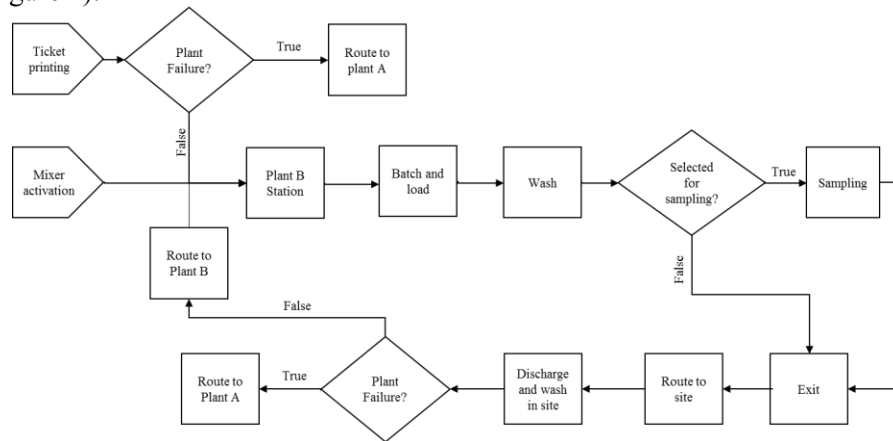 Ticket
printing
Plant
Failure?
True
Route to
plant A
False
Mixer
activation
Plant B
Station
Batch and
load
Wash
Selected
for
sampling?
True
Sampling
Route to
Plant B
False
False
Route to
Plant A
True
Plant
Failure?
Discharge
and wash
in site
Route to
site
Exit